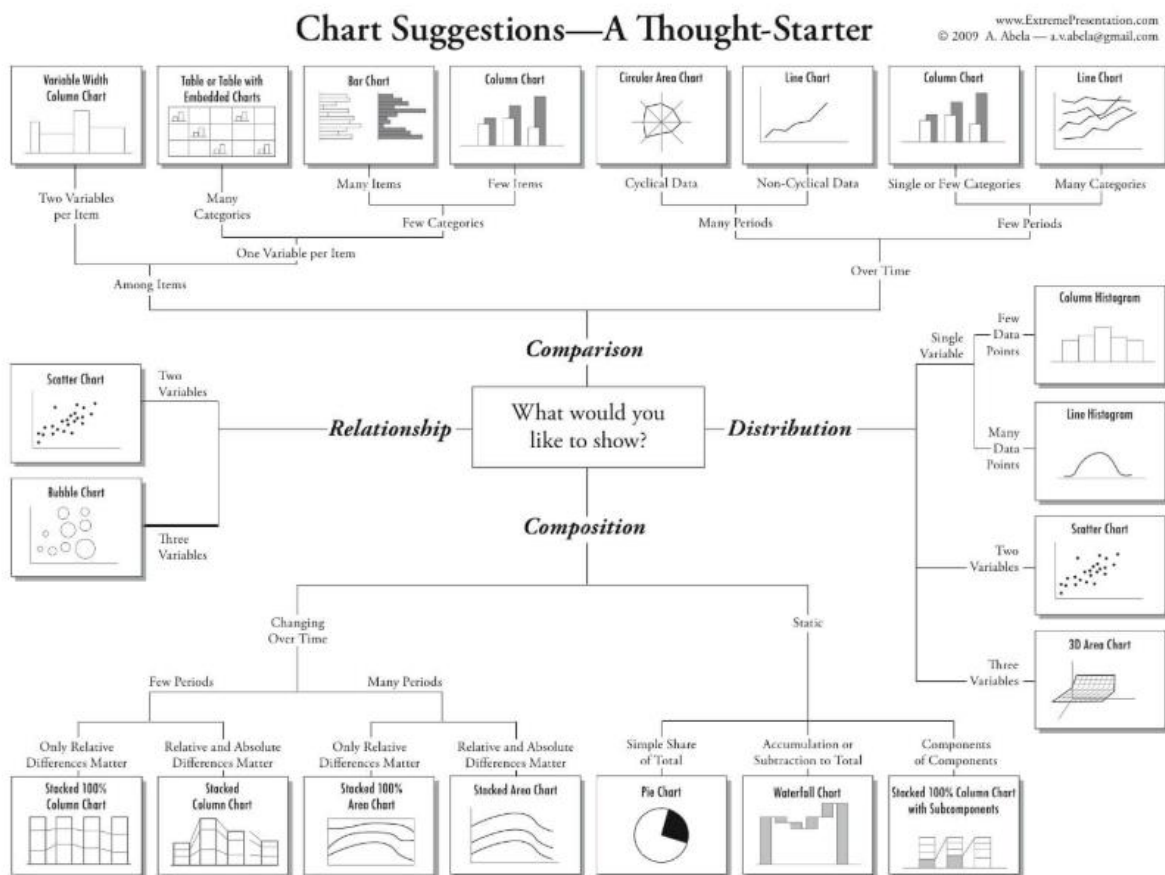 Chart Suggestions—A Thought-Starter
www.ExtremePresentation.com
© 2009 A. Abela — a.v.abela@gmail.com
Variable Width
Column Chart
Table or Table with
Embedded Charts
Bar Chart
Column Chart
Circular Area Chart
Line Chart
Column Chart
Line Chart
Two Variables
per Item
Many
Categories
Many Items
Few Items
Cyclical Data
Non-Cyclical Data
Single or Few Categories
Many Categories
Few Categories
Many Periods
Few Periods
One Variable per Item
Among Items
Over Time
Comparison
What would you
like to show?
Relationship
Two
Variables
Scatter Chart
Bubble Chart
Three
Variables
Distribution
Single
Variable
Few
Data
Points
Column Histogram
Many
Data
Points
Line Histogram
Two
Variables
Scatter Chart
Three
Variables
3D Area Chart
Composition
Changing
Over Time
Static
Few Periods
Many Periods
Only Relative
Differences Matter
Relative and Absolute
Differences Matter
Only Relative
Differences Matter
Relative and Absolute
Differences Matter
Simple Share
of Total
Accumulation or
Subtraction to Total
Components
of Components
Stacked 100%
Column Chart
Stacked
Column Chart
Stacked 100%
Area Chart
Stacked Area Chart
Pie Chart
Waterfall Chart
Stacked 100% Column Chart
with Subcomponents